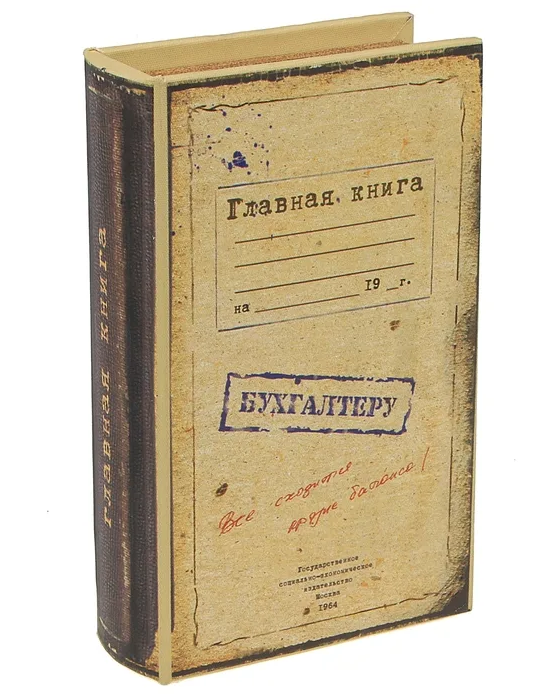 главная книга
Главная книга
на 19 г.
БУХГАЛТЕРУ
Все сходится
кроме баланса!
Государственное
социально-экономическое
издательство
Москва
1964